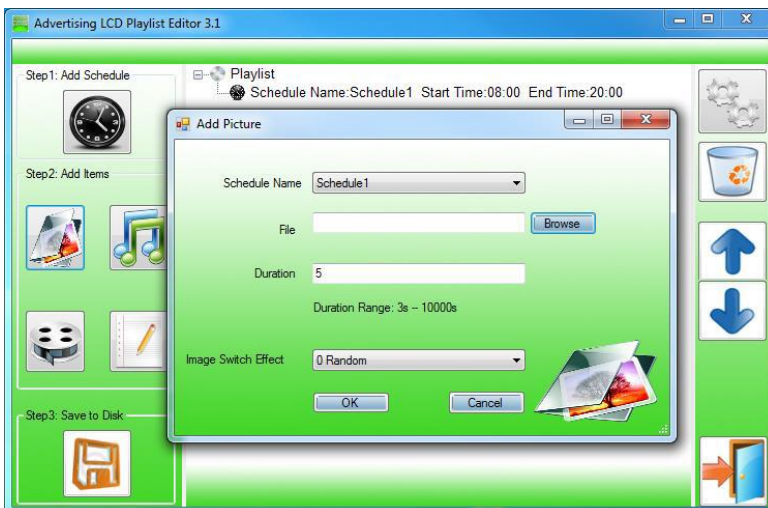 Advertising LCD Playlist Editor 3.1
Step1: Add Schedule
Playlist
Schedule Name:Schedule1 Start Time:08:00 End Time:20:00
Add Picture
Step2: Add Items
Schedule Name Schedule1
File Browse
Duration 5
Duration Range: 3s -- 10000s
Image Switch Effect 0 Random
OK Cancel
Step3: Save to Disk